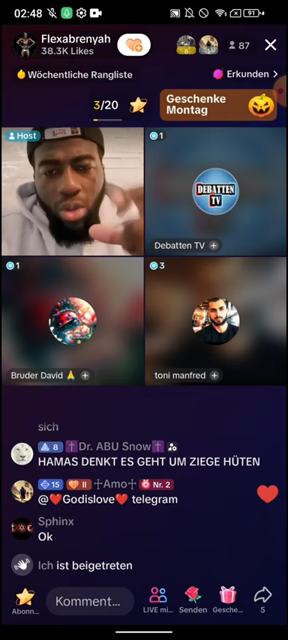 02:48
91
Flexabrenyah
38.3K Likes
87
Wöchentliche Rangliste
Erkunden >
3/20
Geschenke
Montag
Host
1
DEBATTEN
TV
Debatten TV
1
3
Bruder David 🙏
toni manfred
sich
8 ✝️Dr. ABU Snow✝️
HAMAS DENKT ES GEHT UM ZIEGE HÜTEN
15 II ☩Amo☩ Nr. 2
@❤️Godislove❤️ telegram
Sphinx
Ok
Ich ist beigetreten
Abonn...
Komment...
LIVE mi...
Senden
Gesche...
5